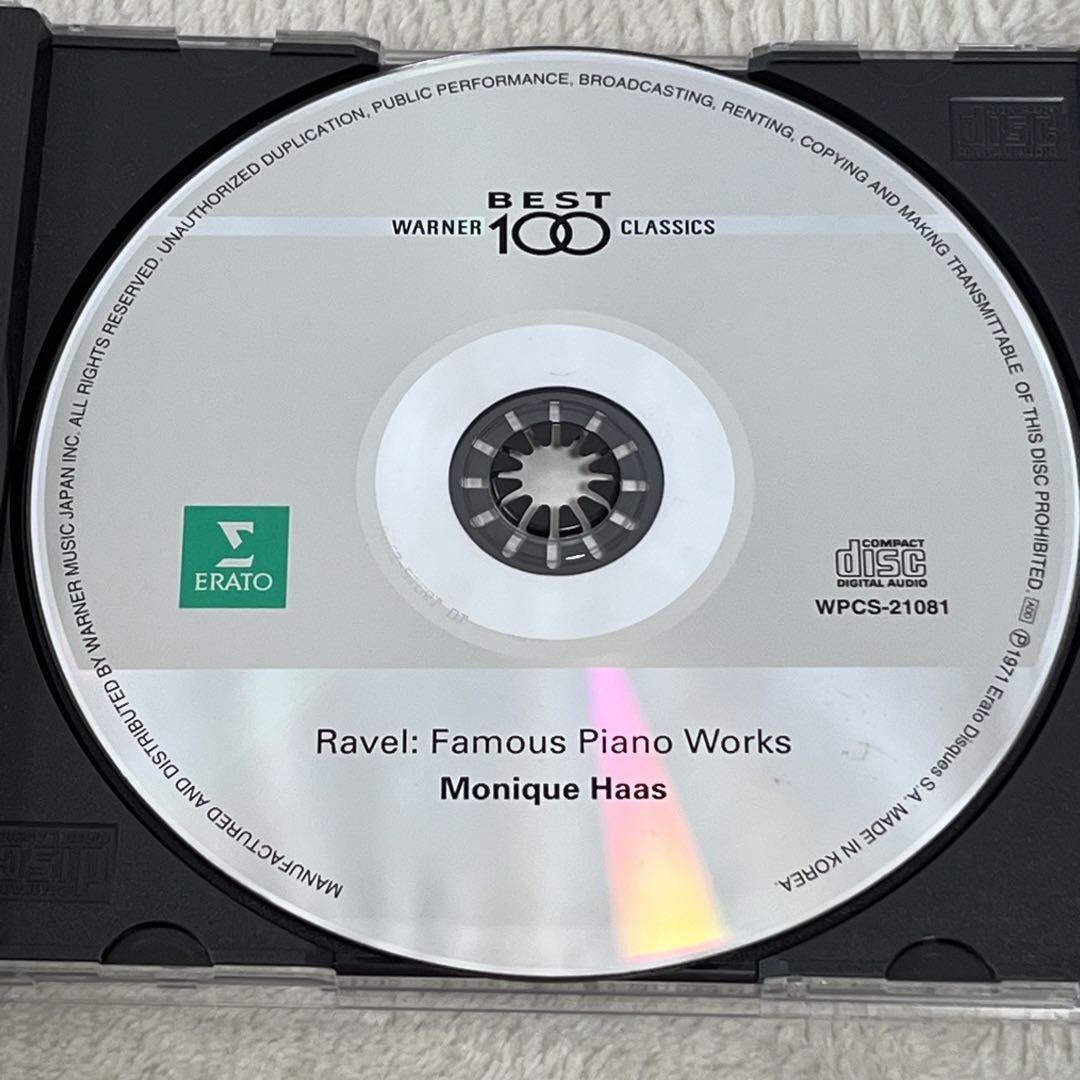 BEST
WARNER 100 CLASSICS
ERATO
COMPACT
disc
DIGITAL AUDIO
WPCS-21081
Ravel: Famous Piano Works
Monique Haas
MANUFACTURED AND DISTRIBUTED BY WARNER MUSIC JAPAN INC. ALL RIGHTS RESERVED. UNAUTHORIZED DUPLICATION, PUBLIC PERFORMANCE, BROADCASTING, RENTING, COPYING AND MAKING TRANSMITTABLE OF THIS DISC PROHIBITED. A00 Ⓟ 1971 Erato Disques S.A. MADE IN KOREA.
disc